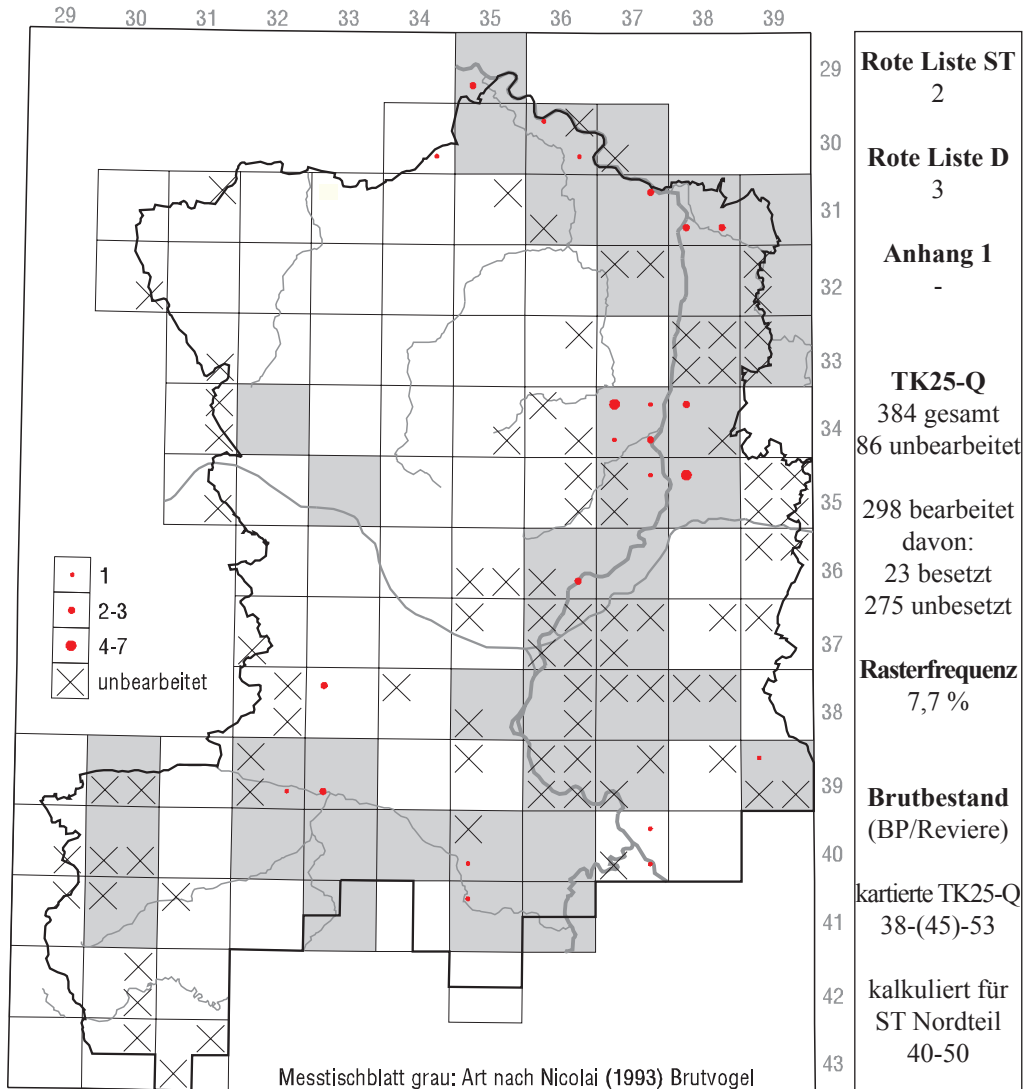 29 30 31 32 33 34 35 36 37 38 39
29
30
31
32
33
34
35
36
37
38
39
40
41
42
43
1
2-3
4-7
unbearbeitet
Messtischblatt grau: Art nach Nicolai (1993) Brutvogel
Rote Liste ST
2
Rote Liste D
3
Anhang 1
-
TK25-Q
384 gesamt
86 unbearbeitet
298 bearbeitet
davon:
23 besetzt
275 unbesetzt
Rasterfrequenz
7,7 %
Brutbestand
(BP/Reviere)
kartierte TK25-Q
38-(45)-53
kalkuliert für
ST Nordteil
40-50